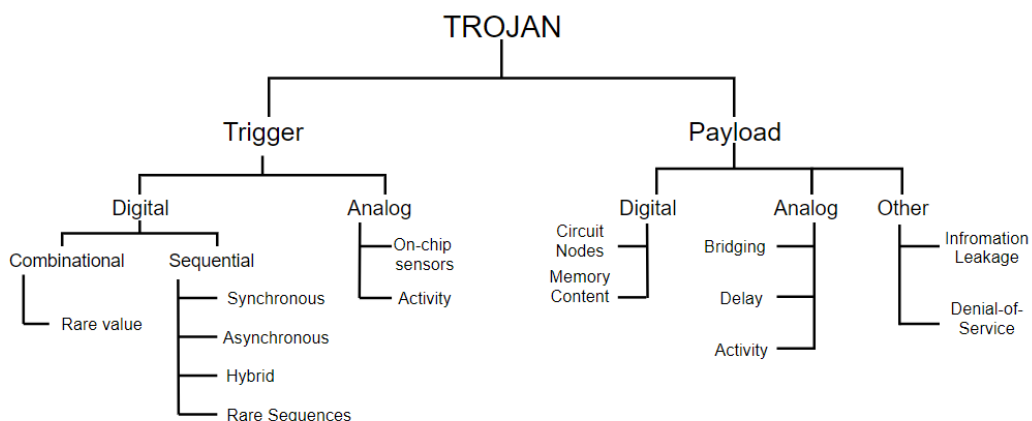 TROJAN
Trigger
Payload
Digital
Analog
Digital
Analog
Other
Combinational
Sequential
On-chip
sensors
Circuit
Nodes
Bridging
Infromation
Leakage
Rare value
Synchronous
Activity
Memory
Content
Delay
Denial-of-
Service
Asynchronous
Activity
Hybrid
Rare Sequences